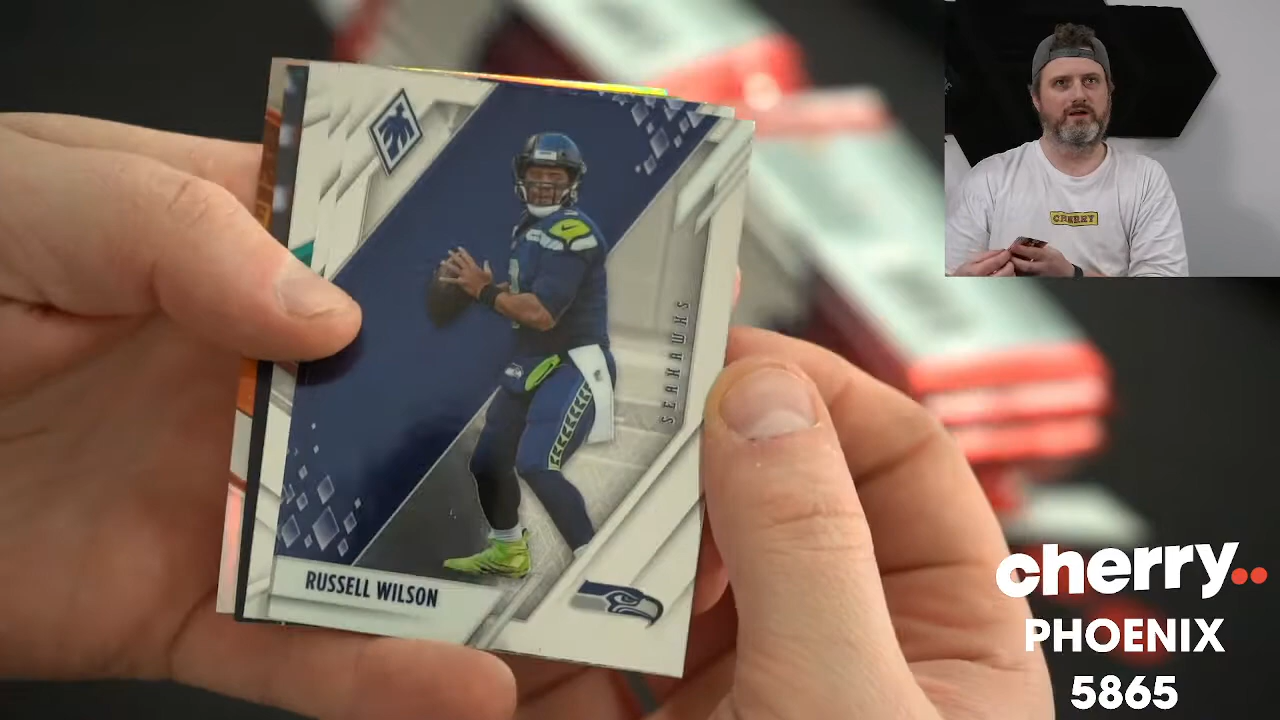 SEAHAWKS
RUSSELL WILSON
CHERRY
cherry..
PHOENIX
5865